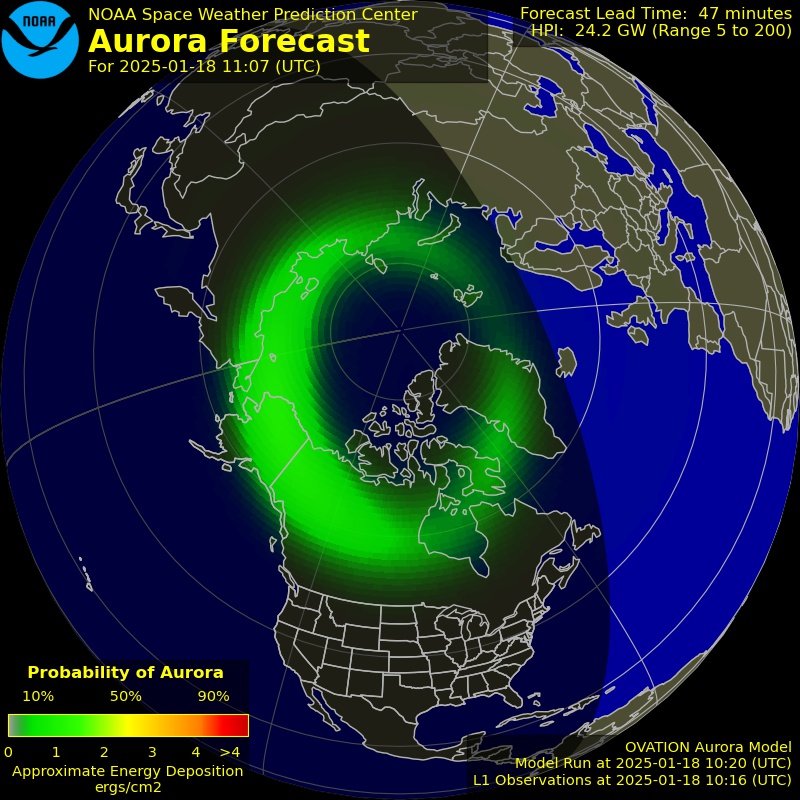 NOAA
NOAA Space Weather Prediction Center
Aurora Forecast
For 2025-01-18 11:07 (UTC)
Forecast Lead Time: 47 minutes
HPI: 24.2 GW (Range 5 to 200)
Probability of Aurora
10% 50% 90%
0 1 2 3 4 >4
Approximate Energy Deposition
ergs/cm2
OVATION Aurora Model
Model Run at 2025-01-18 10:20 (UTC)
L1 Observations at 2025-01-18 10:16 (UTC)